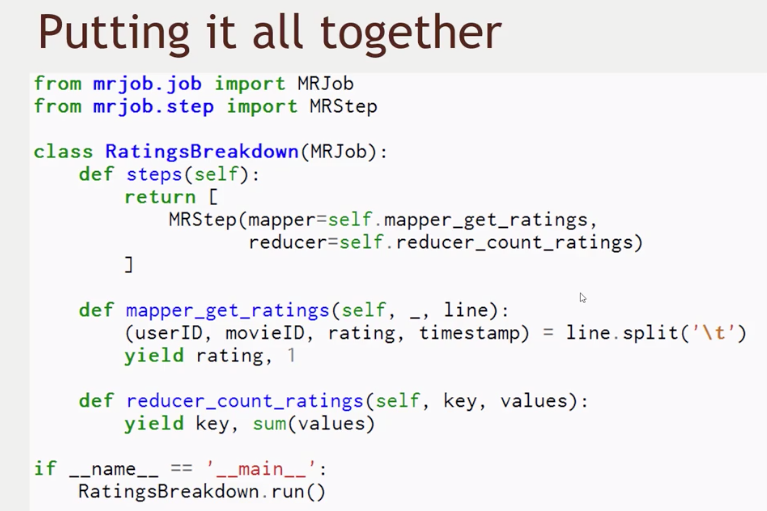 Putting it all together
from mrjob.job import MRJob
from mrjob.step import MRStep
class RatingsBreakdown(MRJob):
    def steps(self):
        return [
            MRStep(mapper=self.mapper_get_ratings,
                   reducer=self.reducer_count_ratings)
        ]
    def mapper_get_ratings(self, _, line):
        (userID, movieID, rating, timestamp) = line.split('\t')
        yield rating, 1
    def reducer_count_ratings(self, key, values):
        yield key, sum(values)
if __name__ == '__main__':
    RatingsBreakdown.run()